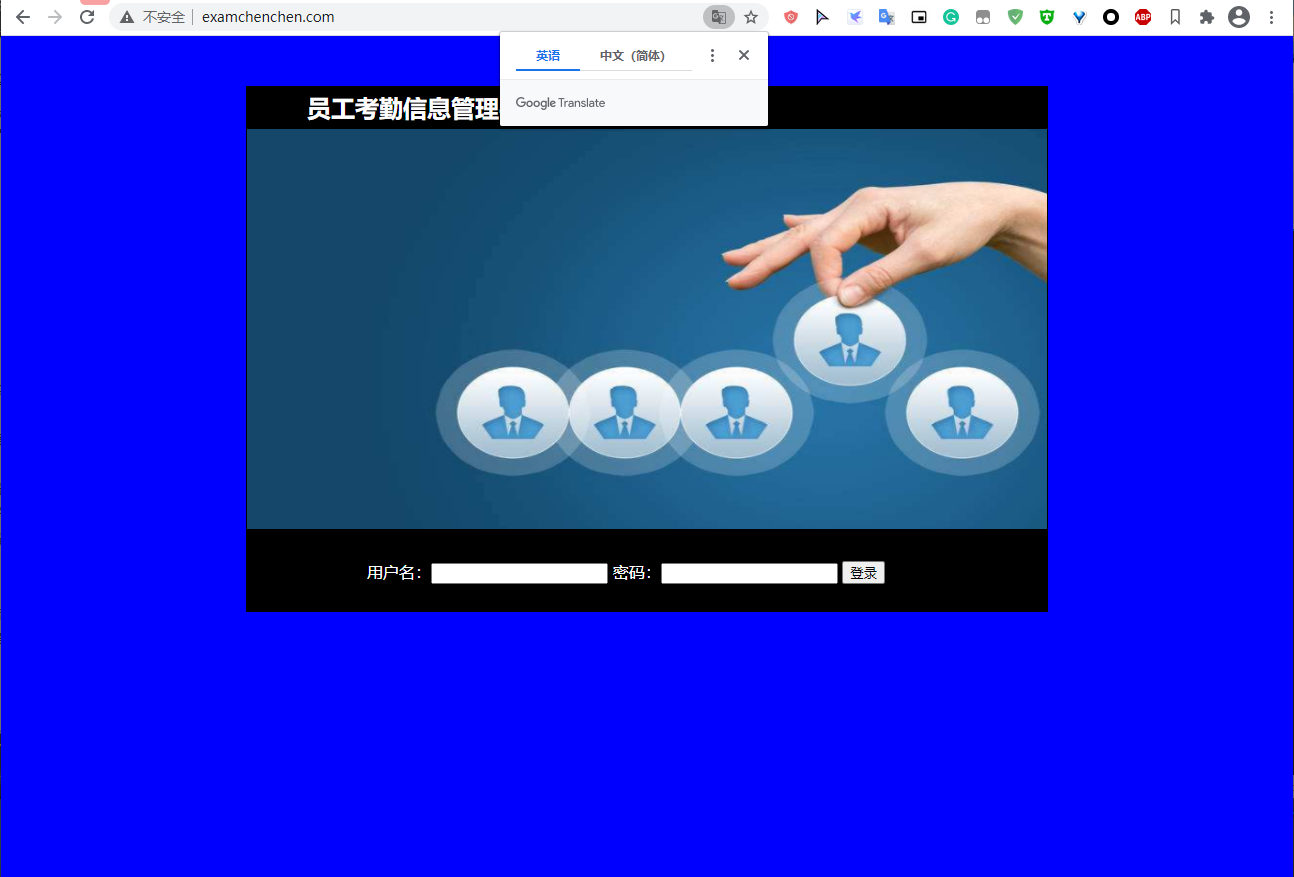 不安全 examchenchen.com
ABP
英语 中文（简体）
Google Translate
员工考勤信息管理
用户名： 密码： 登录